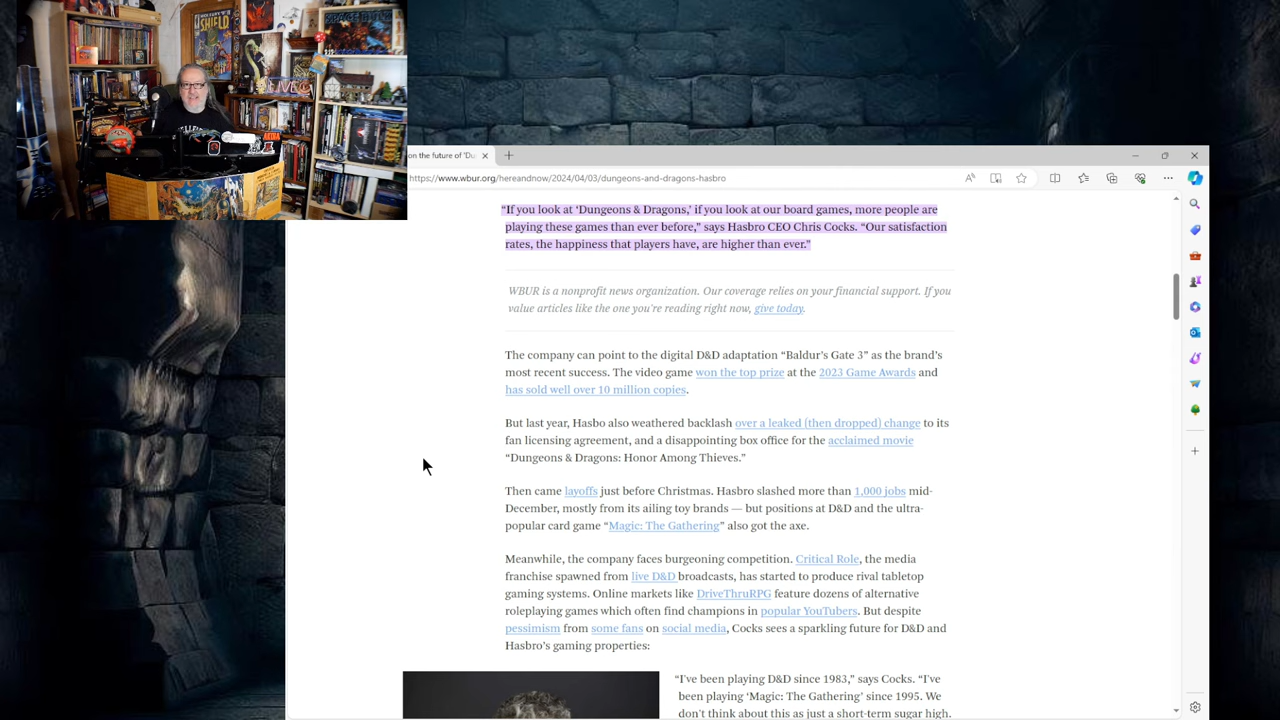 SHIELD
LIVE
on the future of 'Du
https://www.wbur.org/hereandnow/2024/04/03/dungeons-and-dragons-hasbro
“If you look at ‘Dungeons & Dragons,’ if you look at our board games, more people are
playing these games than ever before,” says Hasbro CEO Chris Cocks. “Our satisfaction
rates, the happiness that players have, are higher than ever.”
WBUR is a nonprofit news organization. Our coverage relies on your financial support. If you
value articles like the one you're reading right now, give today.
The company can point to the digital D&D adaptation “Baldur's Gate 3” as the brand's
most recent success. The video game won the top prize at the 2023 Game Awards and
has sold well over 10 million copies.
But last year, Hasbo also weathered backlash over a leaked (then dropped) change to its
fan licensing agreement, and a disappointing box office for the acclaimed movie
“Dungeons & Dragons: Honor Among Thieves.”
Then came layoffs just before Christmas. Hasbro slashed more than 1,000 jobs mid-
December, mostly from its ailing toy brands — but positions at D&D and the ultra-
popular card game “Magic: The Gathering” also got the axe.
Meanwhile, the company faces burgeoning competition. Critical Role, the media
franchise spawned from live D&D broadcasts, has started to produce rival tabletop
gaming systems. Online markets like DriveThruRPG feature dozens of alternative
roleplaying games which often find champions in popular YouTubers. But despite
pessimism from some fans on social media, Cocks sees a sparkling future for D&D and
Hasbro's gaming properties:
“I've been playing D&D since 1983,” says Cocks. “I've
been playing ‘Magic: The Gathering’ since 1995. We
don't think about this as just a short-term sugar high.